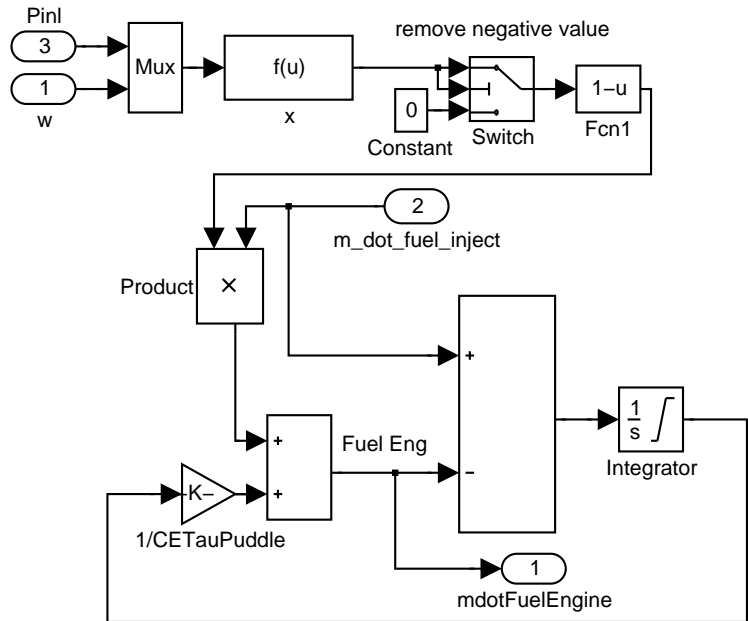 PinI
3
1
w
Mux
f(u)
x
remove negative value
0
Constant
Switch
1−u
Fcn1
2
m_dot_fuel_inject
Product
×
+
−
+
+
Fuel Eng
-K-
1/CETauPuddle
1
s
Integrator
1
mdotFuelEngine